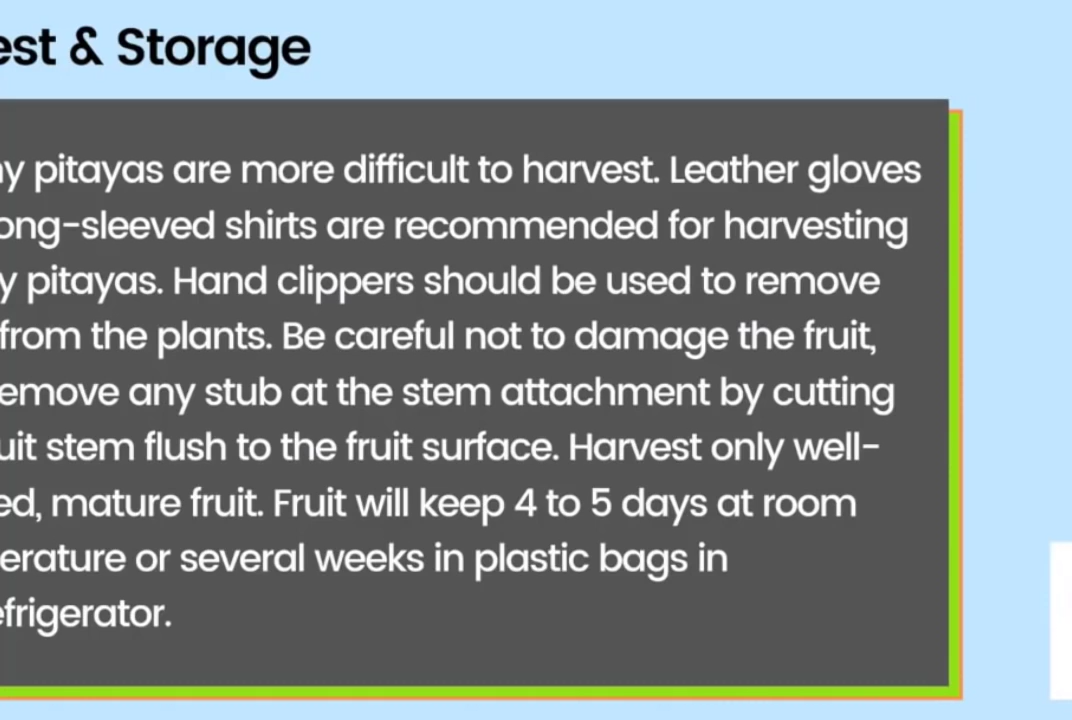 est & Storage
ny pitayas are more difficult to harvest. Leather gloves
ong-sleeved shirts are recommended for harvesting
y pitayas. Hand clippers should be used to remove
from the plants. Be careful not to damage the fruit,
emove any stub at the stem attachment by cutting
uit stem flush to the fruit surface. Harvest only well-
ed, mature fruit. Fruit will keep 4 to 5 days at room
erature or several weeks in plastic bags in
efrigerator.